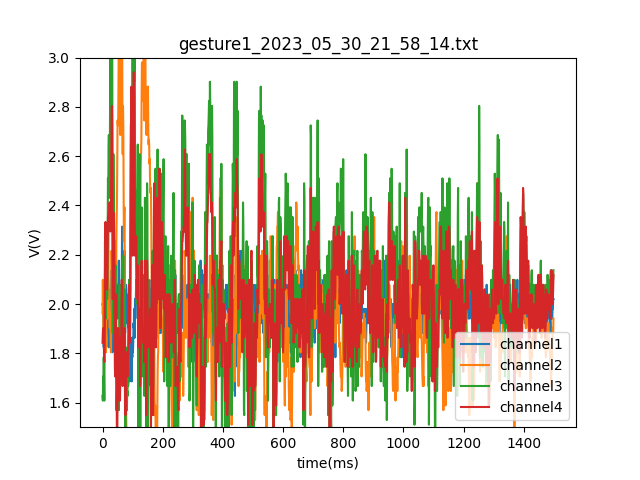 gesture1_2023_05_30_21_58_14.txt
3.0
2.8
2.6
2.4
2.2
2.0
1.8
1.6
V(V)
channel1
channel2
channel3
channel4
0 200 400 600 800 1000 1200 1400
time(ms)